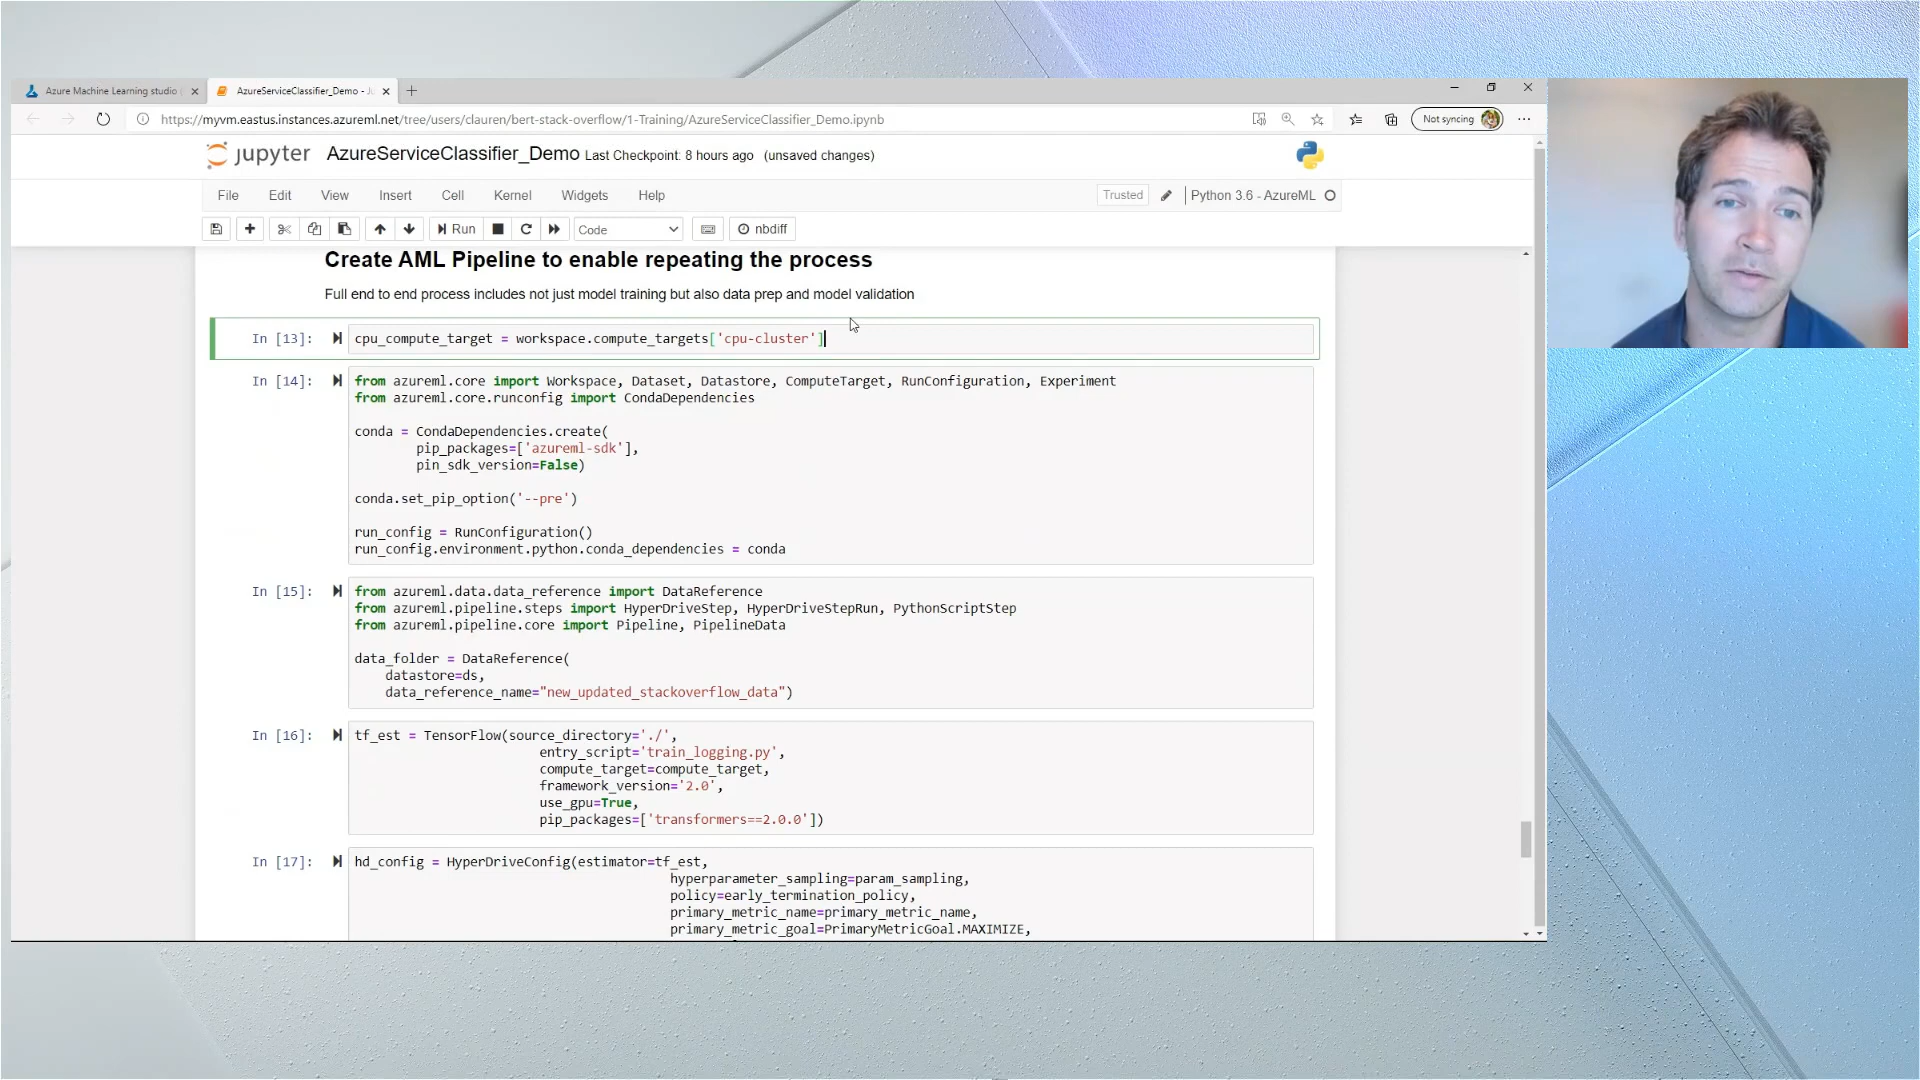 Azure Machine Learning studio
AzureServiceClassifier_Demo - Ju
https://myvm.eastus.instances.azureml.net/tree/users/clauren/bert-stack-overflow/1-Training/AzureServiceClassifier_Demo.ipynb
Not syncing
jupyter AzureServiceClassifier_Demo Last Checkpoint: 8 hours ago (unsaved changes)
File Edit View Insert Cell Kernel Widgets Help Trusted Python 3.6 - AzureML
Run Code nbdiff
Create AML Pipeline to enable repeating the process
Full end to end process includes not just model training but also data prep and model validation
In [13]: cpu_compute_target = workspace.compute_targets['cpu-cluster']
In [14]: from azureml.core import Workspace, Dataset, Datastore, ComputeTarget, RunConfiguration, Experiment
from azureml.core.runconfig import CondaDependencies
conda = CondaDependencies.create(
pip_packages=['azureml-sdk'],
pin_sdk_version=False)
conda.set_pip_option('--pre')
run_config = RunConfiguration()
run_config.environment.python.conda_dependencies = conda
In [15]: from azureml.data.data_reference import DataReference
from azureml.pipeline.steps import HyperDriveStep, HyperDriveStepRun, PythonScriptStep
from azureml.pipeline.core import Pipeline, PipelineData
data_folder = DataReference(
datastore=ds,
data_reference_name="new_updated_stackoverflow_data")
In [16]: tf_est = TensorFlow(source_directory='./',
entry_script='train_logging.py',
compute_target=compute_target,
framework_version='2.0',
use_gpu=True,
pip_packages=['transformers==2.0.0'])
In [17]: hd_config = HyperDriveConfig(estimator=tf_est,
hyperparameter_sampling=param_sampling,
policy=early_termination_policy,
primary_metric_name=primary_metric_name,
primary_metric_goal=PrimaryMetricGoal.MAXIMIZE,